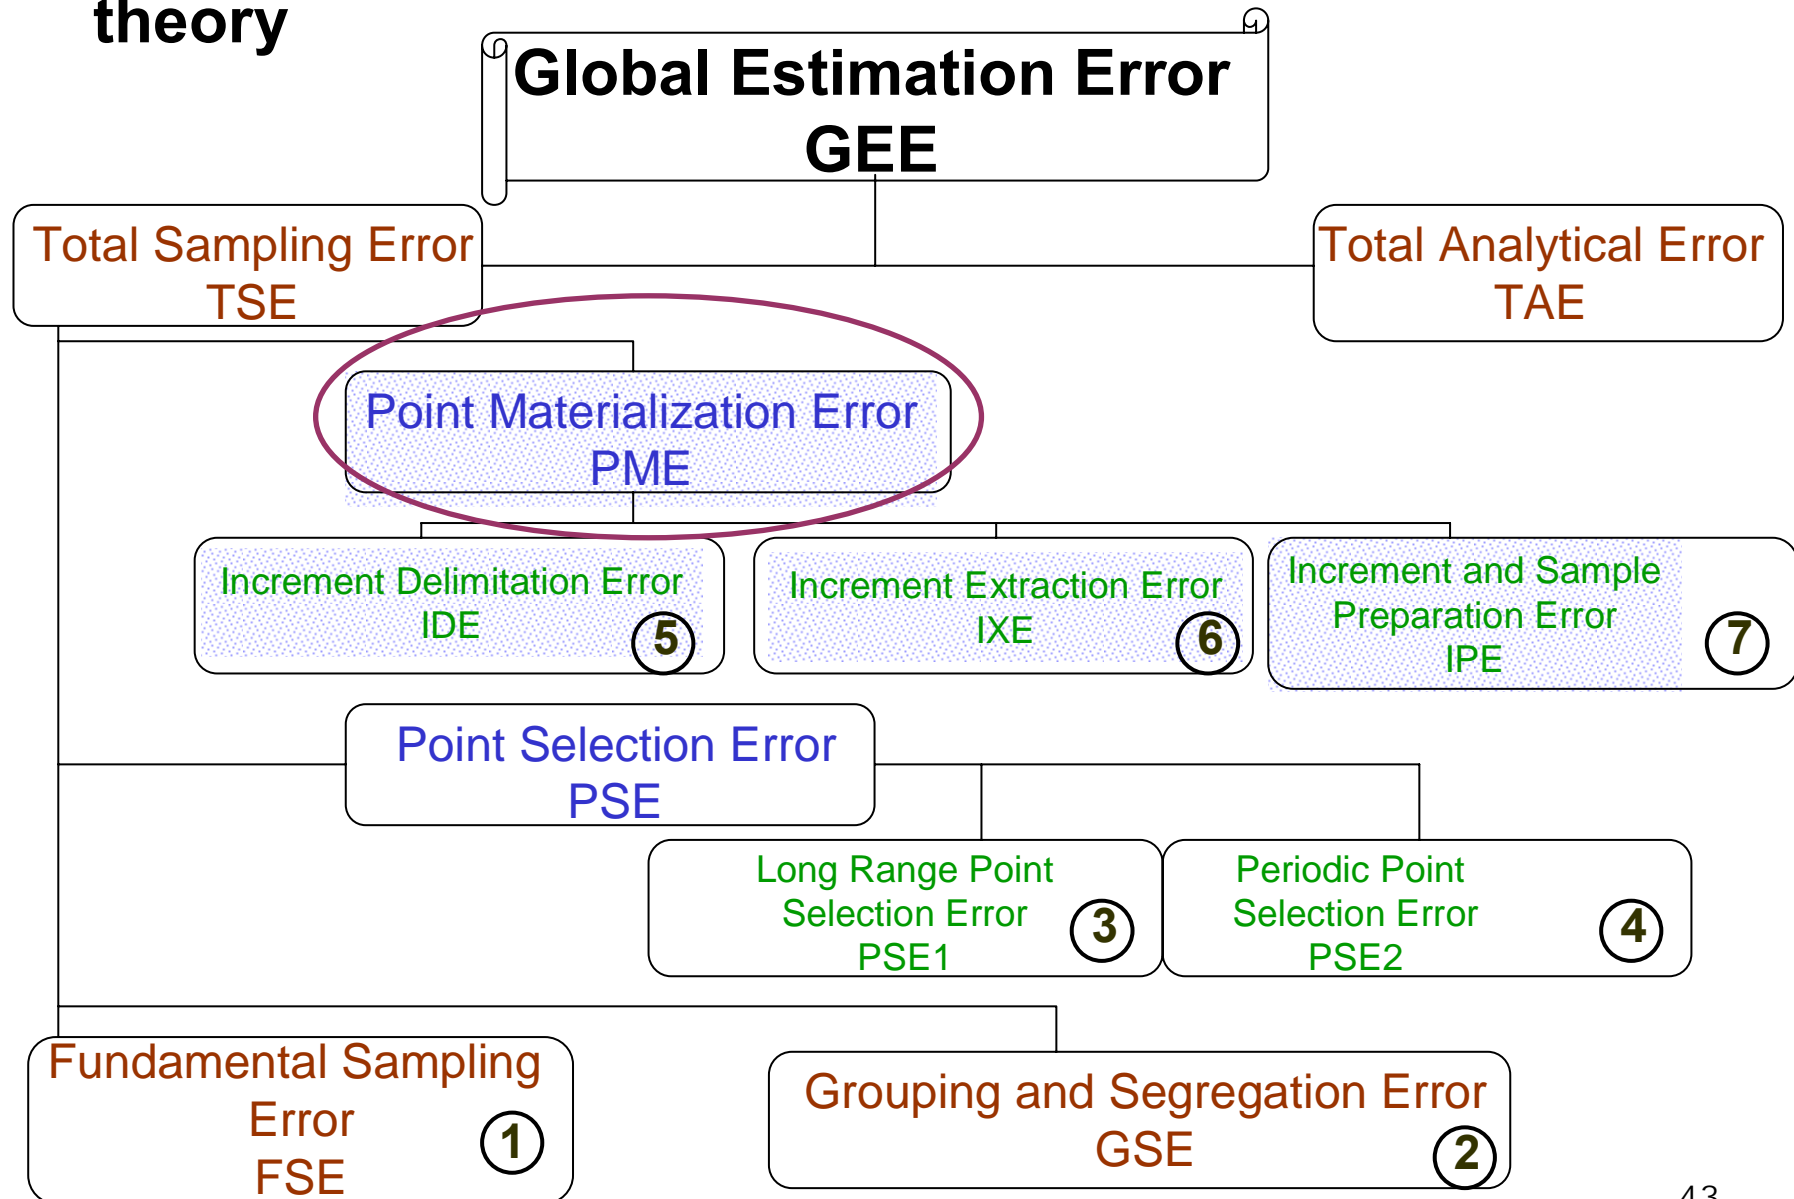 theory
Global Estimation Error
GEE
Total Sampling Error
TSE
Total Analytical Error
TAE
Point Materialization Error
PME
Increment Delimitation Error
IDE
5
Increment Extraction Error
IXE
6
Increment and Sample
Preparation Error
IPE
7
Point Selection Error
PSE
Long Range Point
Selection Error
PSE1
3
Periodic Point
Selection Error
PSE2
4
Fundamental Sampling
Error
FSE
1
Grouping and Segregation Error
GSE
2
43